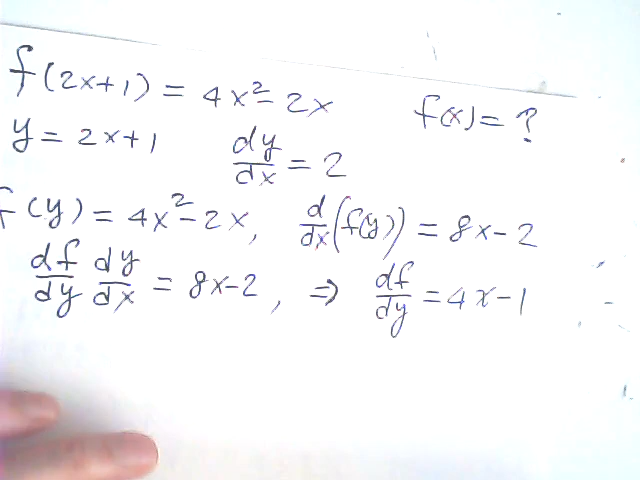 f(2x+1) = 4x² - 2x f(x) = ?
y = 2x+1 dy/dx = 2
f(y) = 4x² - 2x, d/dx (f(y)) = 8x - 2
df/dy dy/dx = 8x - 2, ⇒ df/dy = 4x - 1